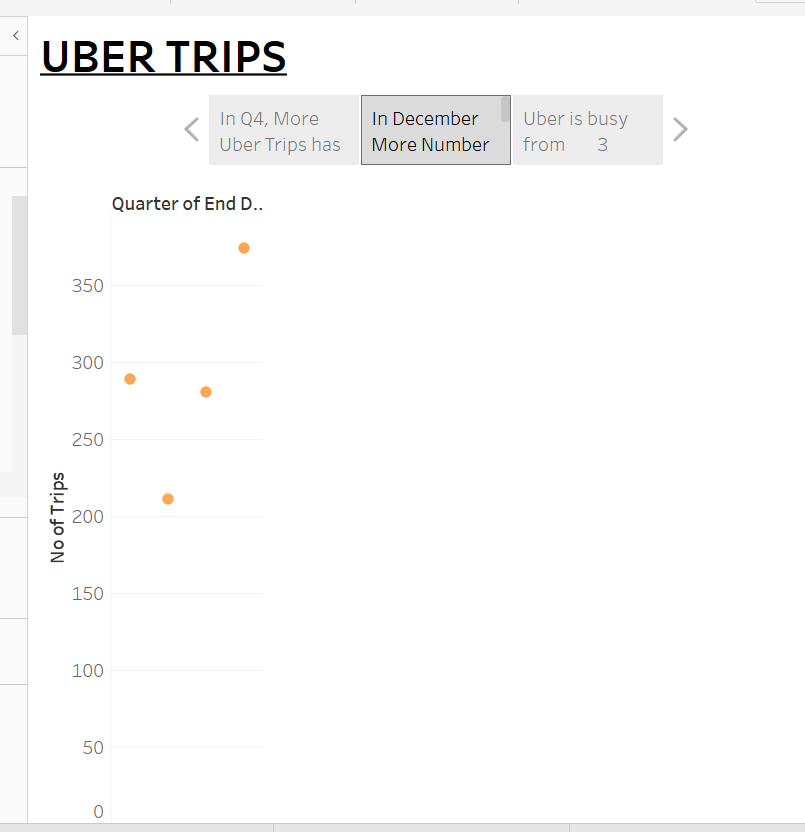 UBER TRIPS
In Q4, More
Uber Trips has
In December
More Number
Uber is busy
from 3
Quarter of End D..
350
300
250
200
150
100
50
0
No of Trips